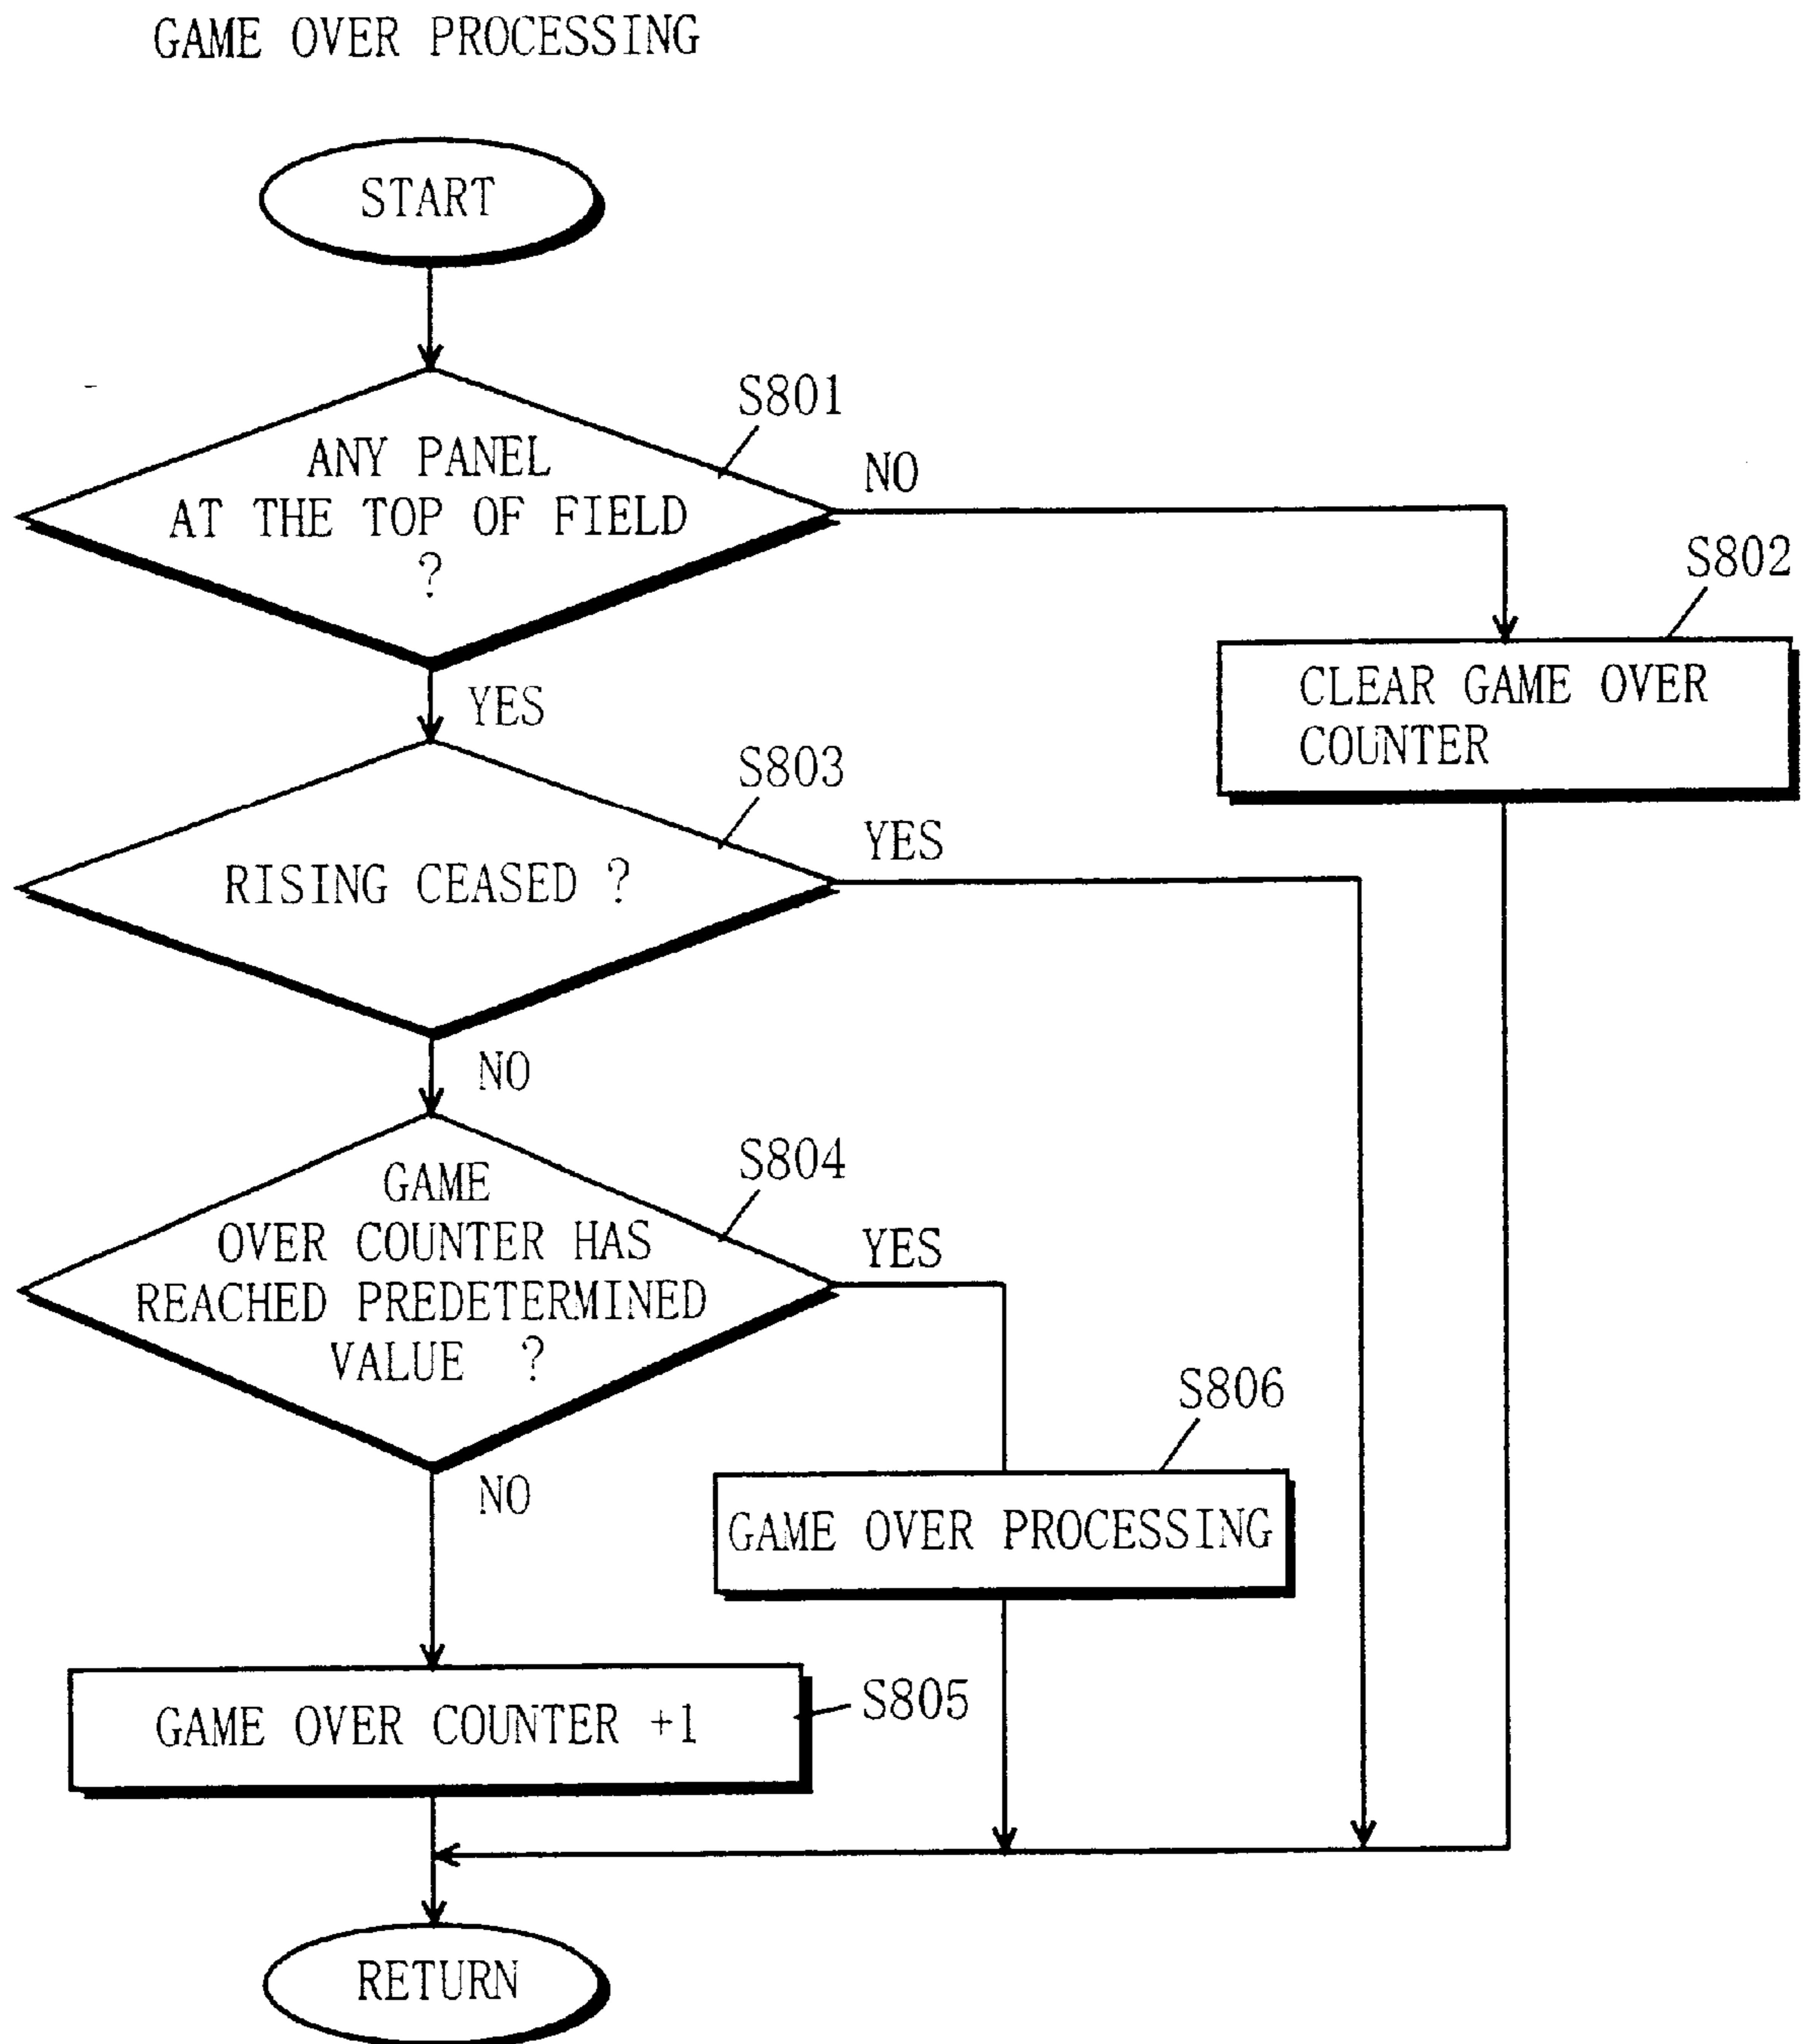 GAME OVER PROCESSING
START
S801
ANY PANEL
AT THE TOP OF FIELD
?
NO
S802
CLEAR GAME OVER
COUNTER
YES
S803
RISING CEASED ?
YES
NO
S804
GAME
OVER COUNTER HAS
REACHED PREDETERMINED
VALUE ?
YES
S806
GAME OVER PROCESSING
NO
GAME OVER COUNTER +1
S805
RETURN